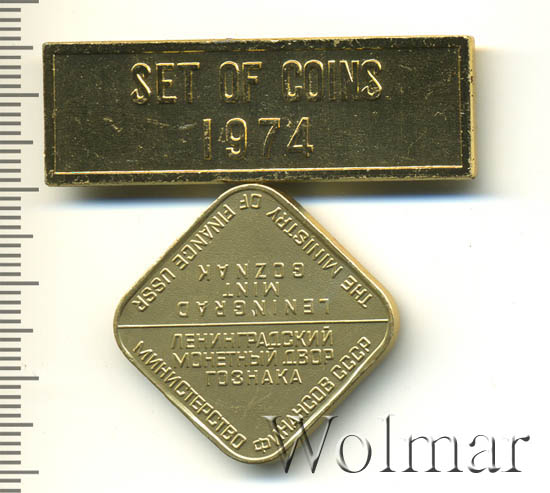 SET OF COINS
1974
THE MINISTRY OF FINANCE USSR
LENINGRAD
MINT
GOZNAK
ЛЕНИНГРАДСКИЙ
МОНЕТНЫЙ ДВОР
ГОЗНАКА
МИНИСТЕРСТВО ФИНАНСОВ СССР
Wolmar